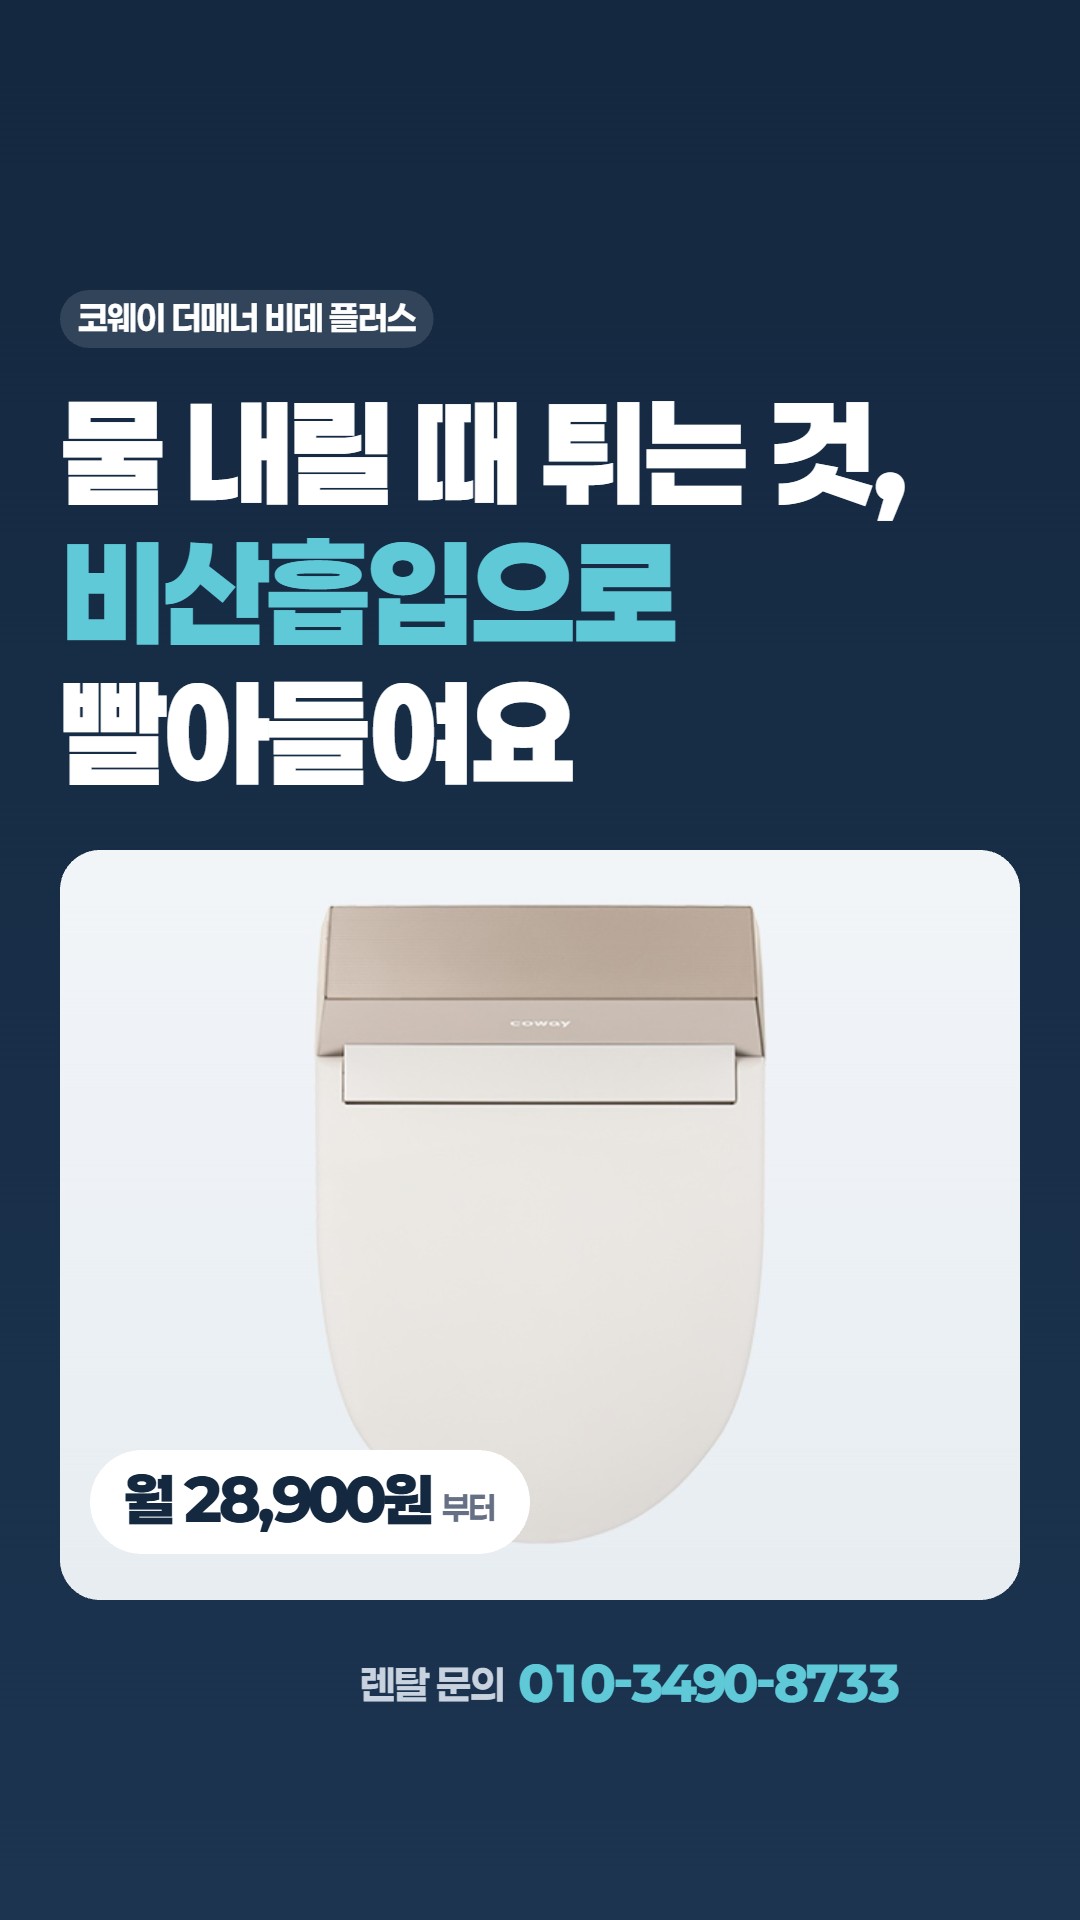 코웨이 더매너 비데 플러스
물 내릴 때 튀는 것,
비산흡입으로
빨아들여요
coway
월 28,900원 부터
렌탈 문의 010-3490-8733